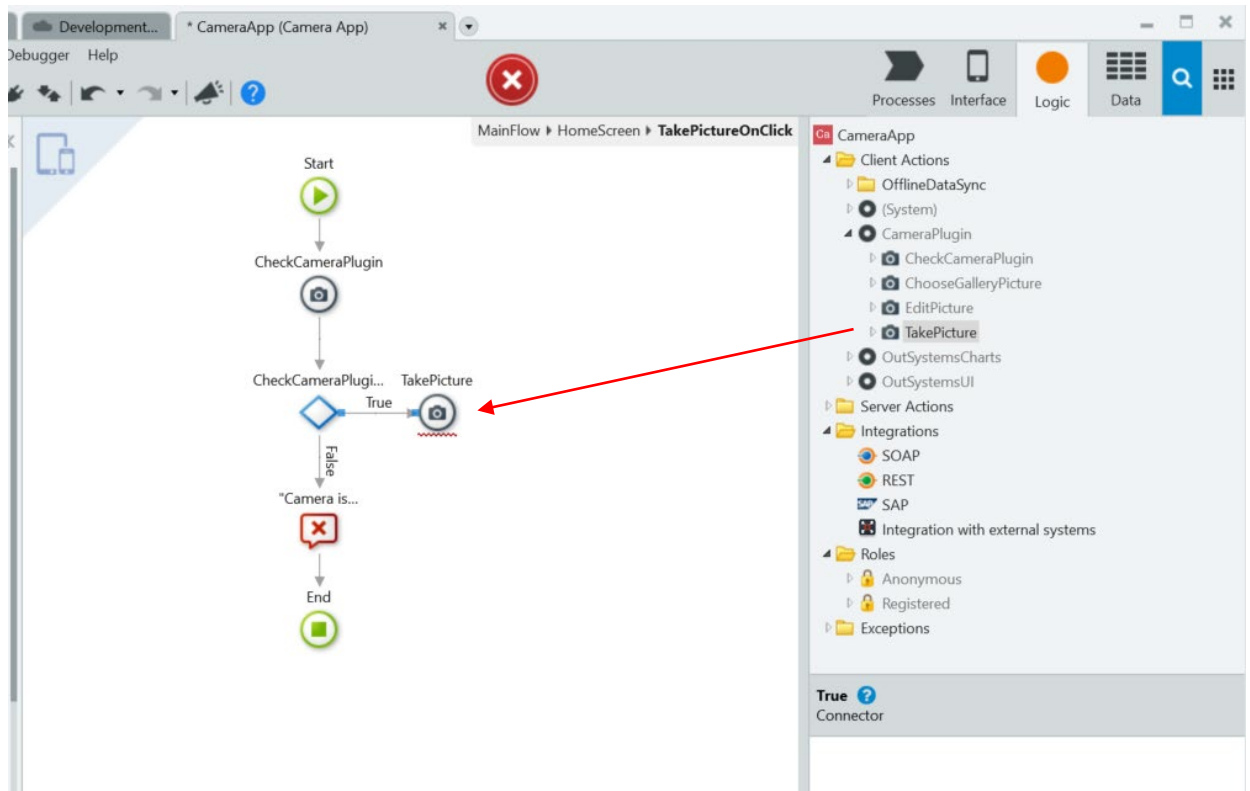 Development...
* CameraApp (Camera App)
Debugger Help
Processes
Interface
Logic
Data
MainFlow HomeScreen TakePictureOnClick
Start
CheckCameraPlugin
CheckCameraPlugi...
TakePicture
True
False
"Camera is...
End
Ca CameraApp
Client Actions
OfflineDataSync
(System)
CameraPlugin
CheckCameraPlugin
ChooseGalleryPicture
EditPicture
TakePicture
OutSystemsCharts
OutSystemsUI
Server Actions
Integrations
SOAP
REST
SAP SAP
Integration with external systems
Roles
Anonymous
Registered
Exceptions
True ?
Connector